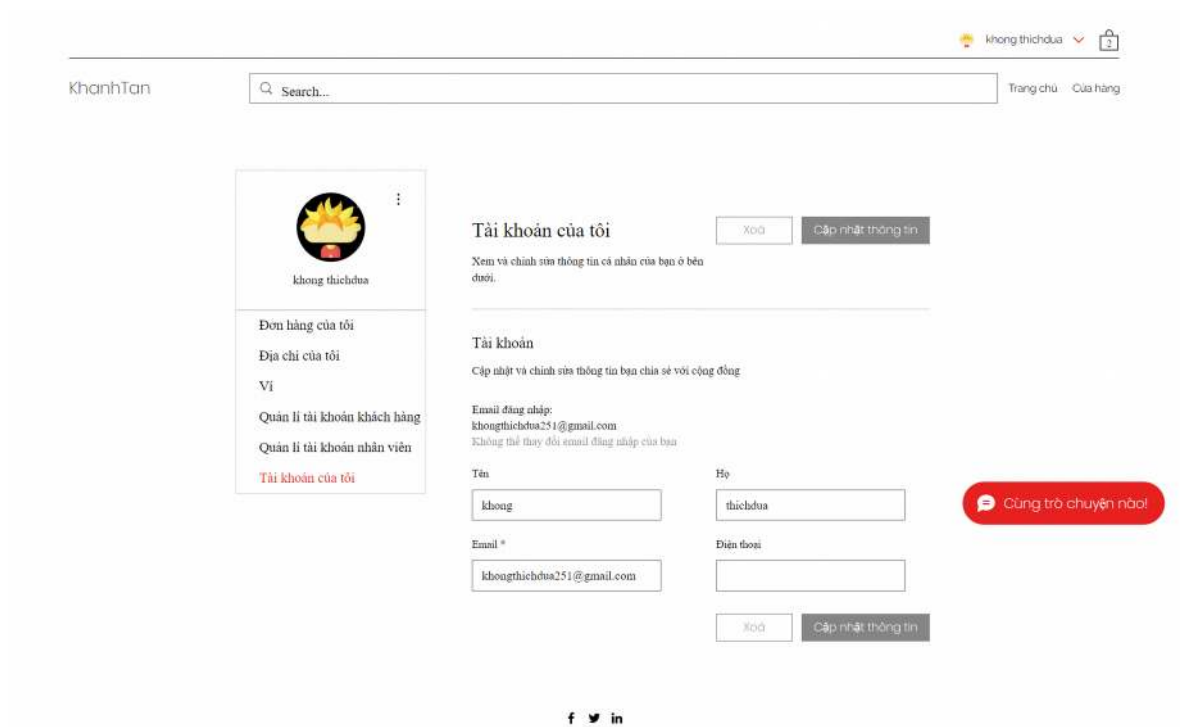 khong thichdua
2
KhanhTan
Search...
Trang chủ Cửa hàng
khong thichdua
Tài khoản của tôi
Xoá
Cập nhật thông tin
Xem và chỉnh sửa thông tin cá nhân của bạn ở bên
dưới.
Đơn hàng của tôi
Địa chỉ của tôi
Ví
Quản lí tài khoản khách hàng
Quản lí tài khoản nhân viên
Tài khoản của tôi
Tài khoản
Cập nhật và chỉnh sửa thông tin bạn chia sẻ với cộng đồng
Email đăng nhập:
khongthichdua251@gmail.com
Không thể thay đổi email đăng nhập của bạn
Tên
Họ
khong
thichdua
Email *
Điện thoại
khongthichdua251@gmail.com
Xoá
Cập nhật thông tin
Cùng trò chuyện nào!